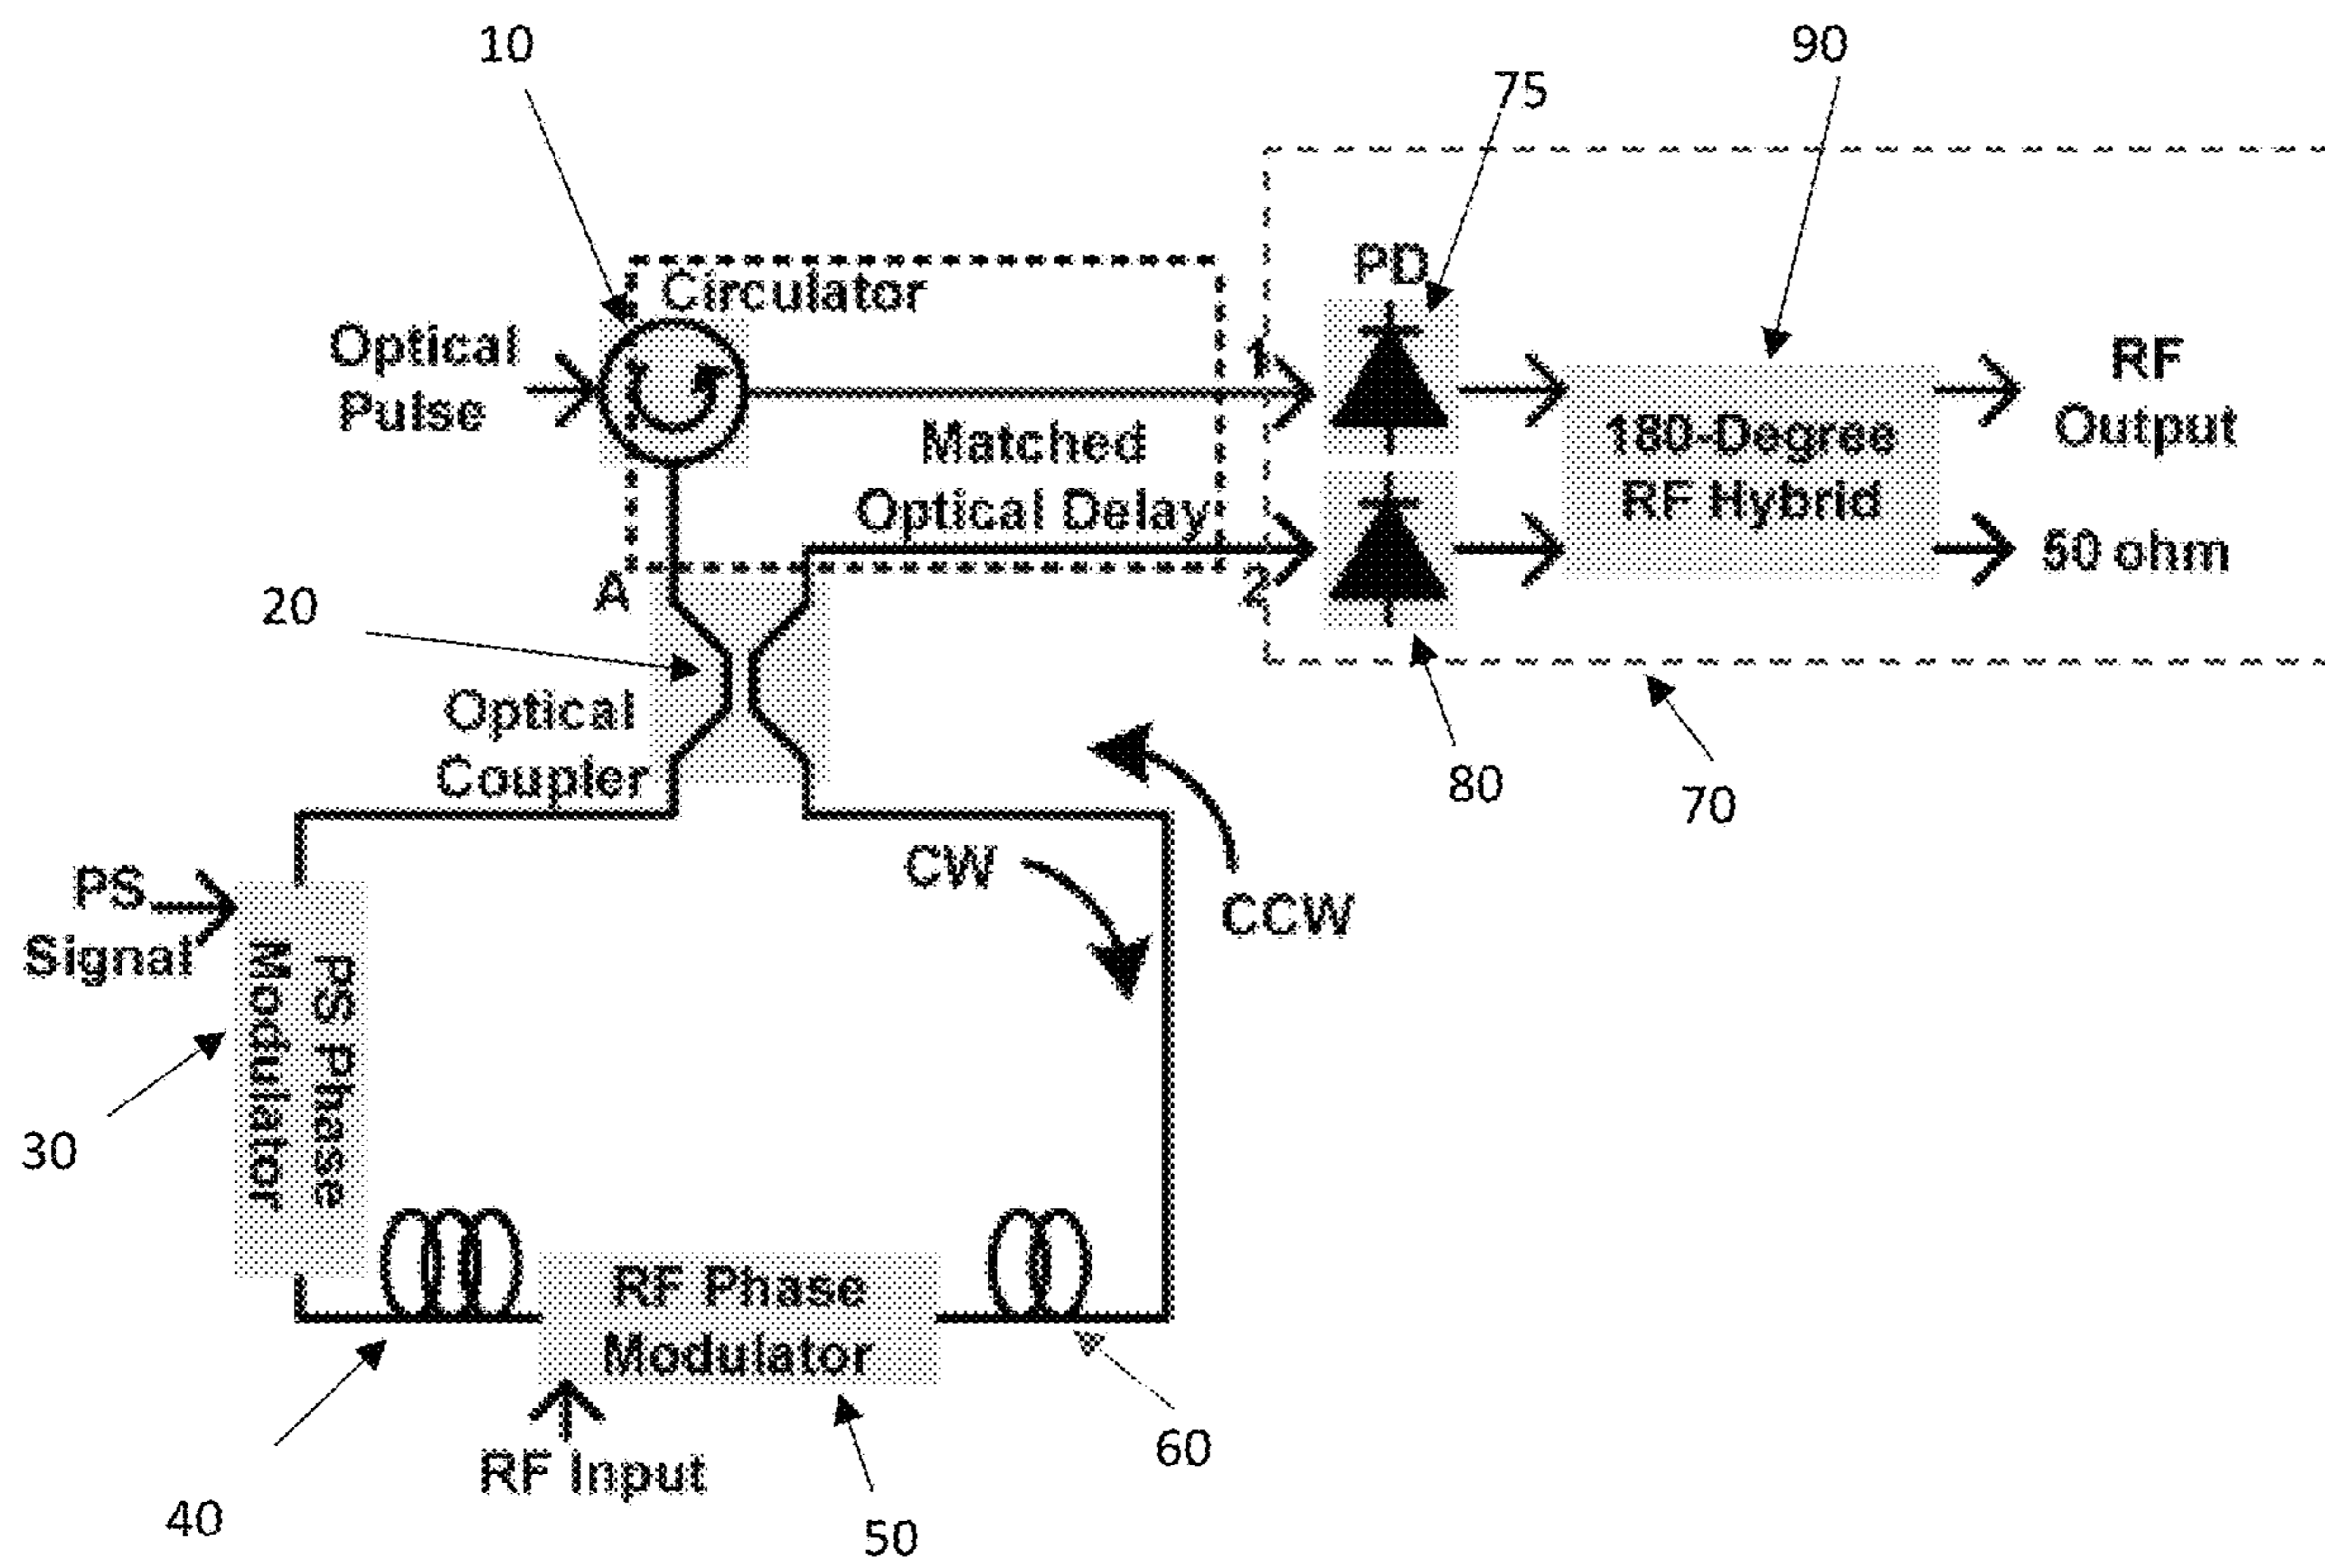 10
90
75
PD
Circulator
Optical
Pulse
1
RF
Output
Matched
Optical Delay
180-Degree
RF Hybrid
50 ohm
A
2
20
Optical
Coupler
80
70
PS
Signal
CW
CCW
PS Phase
Modulator
30
RF Phase
Modulator
60
RF Input
40
50